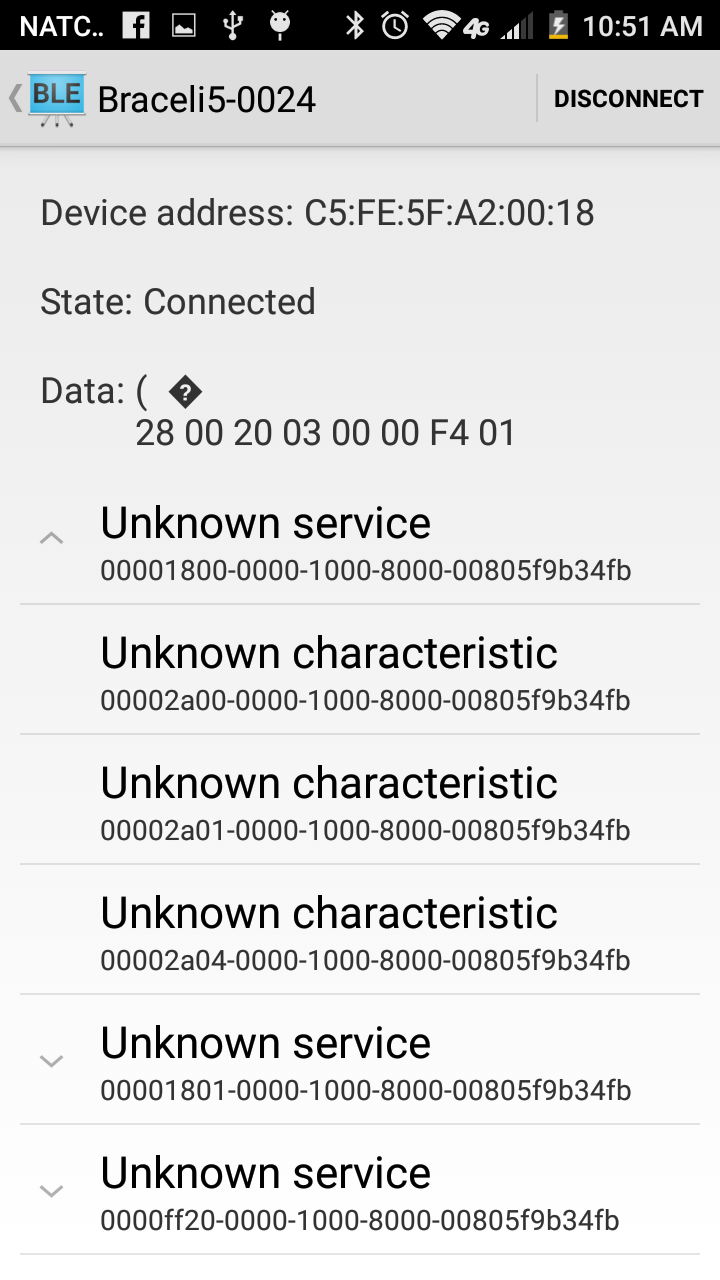 NATC.. 4G 10:51 AM
BLE Braceli5-0024 DISCONNECT
Device address: C5:FE:5F:A2:00:18
State: Connected
Data: ( �
28 00 20 03 00 00 F4 01
Unknown service
00001800-0000-1000-8000-00805f9b34fb
Unknown characteristic
00002a00-0000-1000-8000-00805f9b34fb
Unknown characteristic
00002a01-0000-1000-8000-00805f9b34fb
Unknown characteristic
00002a04-0000-1000-8000-00805f9b34fb
Unknown service
00001801-0000-1000-8000-00805f9b34fb
Unknown service
0000ff20-0000-1000-8000-00805f9b34fb